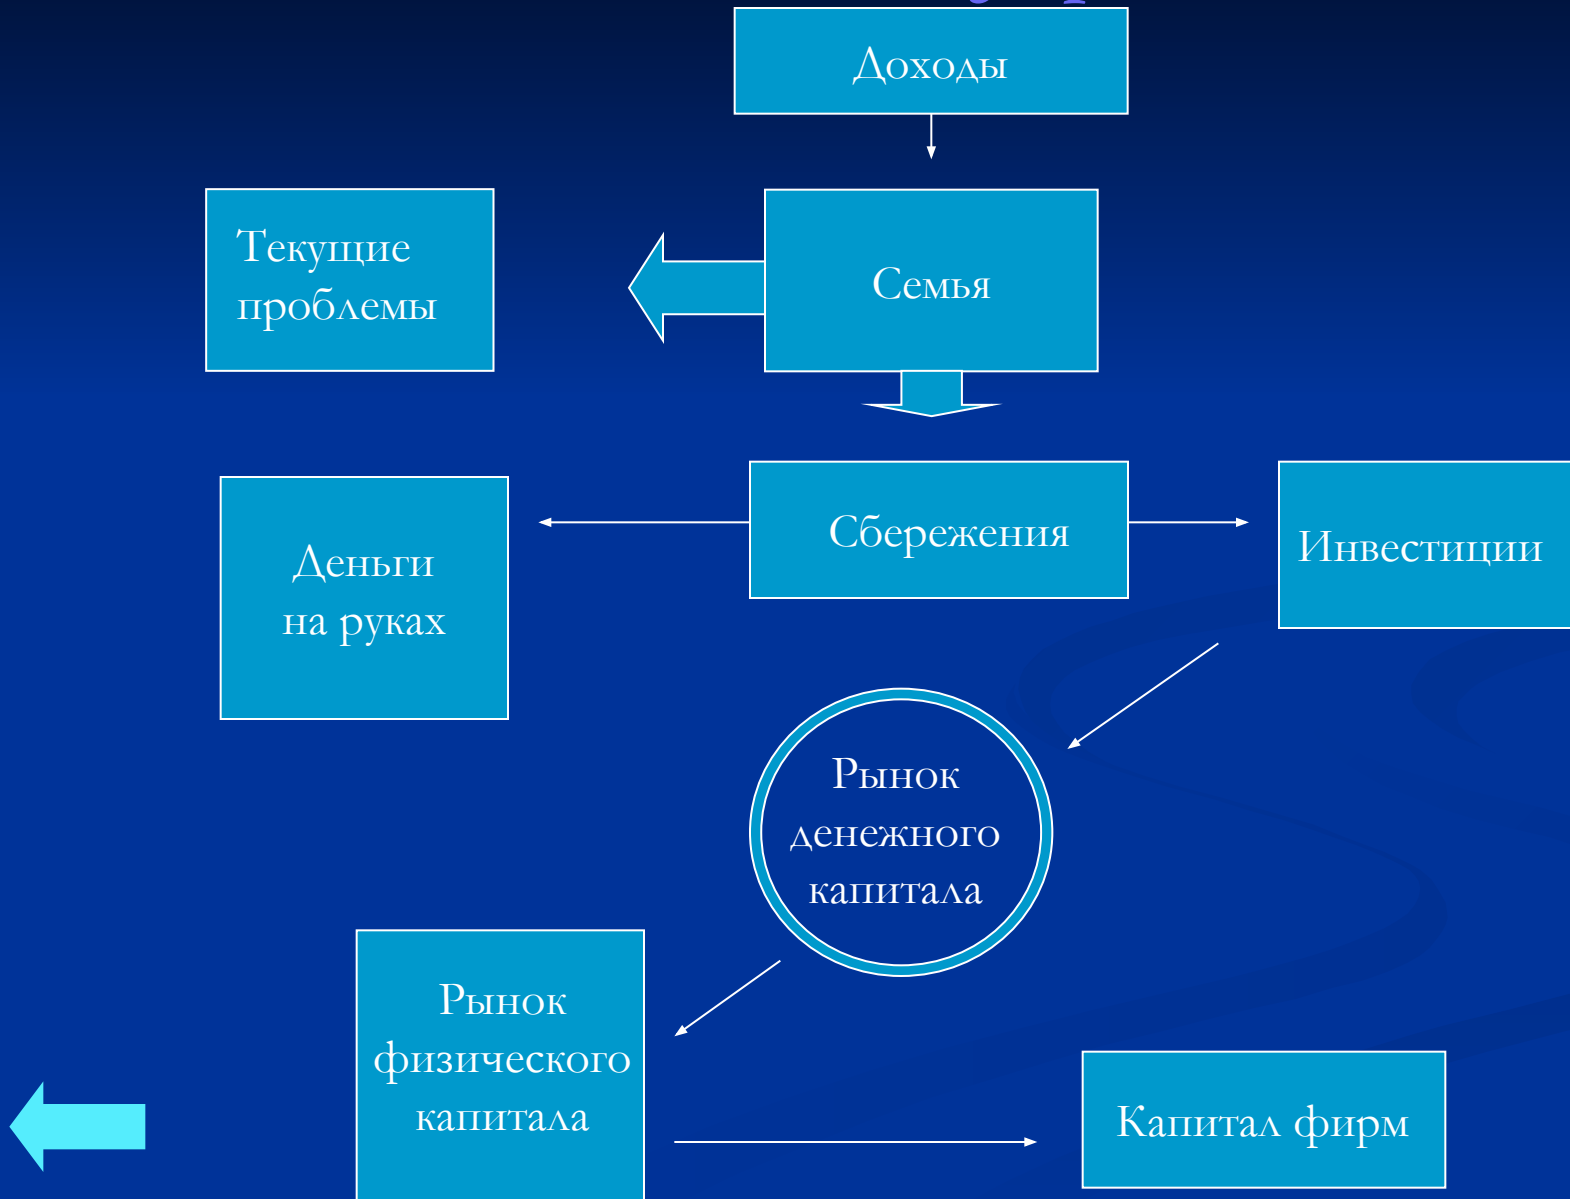 Доходы
Текущие
проблемы
Семья
Деньги
на руках
Сбережения
Инвестиции
Рынок
денежного
капитала
Рынок
физического
капитала
Капитал фирм